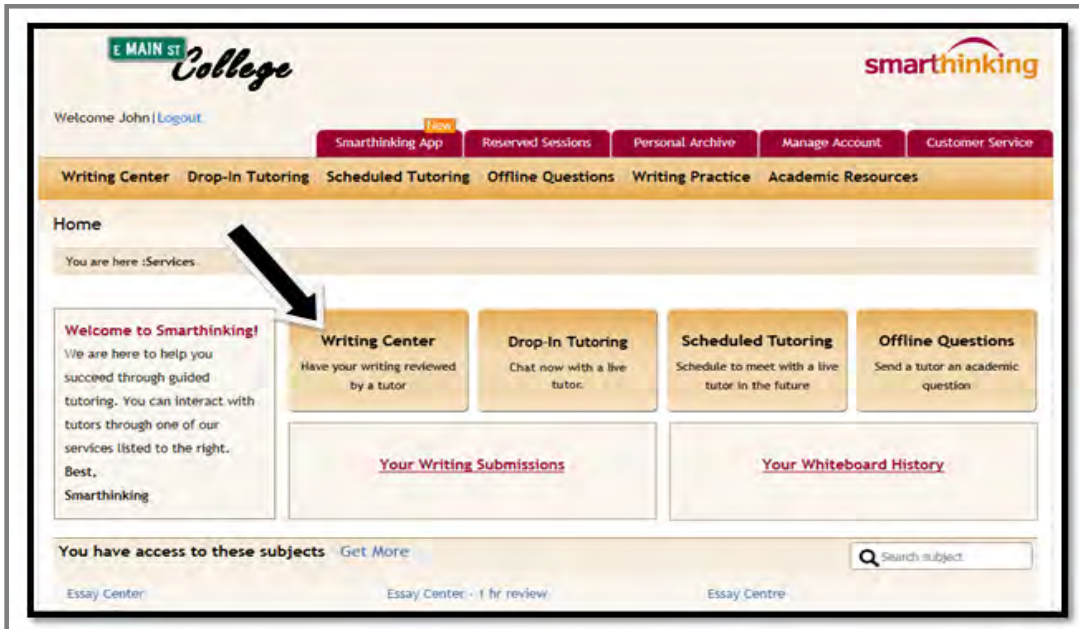 E MAIN ST
College
smarthinking
Welcome John|Logout
New
Smarthinking App Reserved Sessions Personal Archive Manage Account Customer Service
Writing Center Drop-In Tutoring Scheduled Tutoring Offline Questions Writing Practice Academic Resources
Home
You are here :Services
Welcome to Smarthinking!
We are here to help you
succeed through guided
tutoring. You can interact with
tutors through one of our
services listed to the right.
Best,
Smarthinking
Writing Center
Have your writing reviewed
by a tutor
Drop-In Tutoring
Chat now with a live
tutor.
Scheduled Tutoring
Schedule to meet with a live
tutor in the future
Offline Questions
Send a tutor an academic
question
Your Writing Submissions
Your Whiteboard History
You have access to these subjects Get More
Search subject
Essay Center Essay Center - 1 hr review Essay Centre